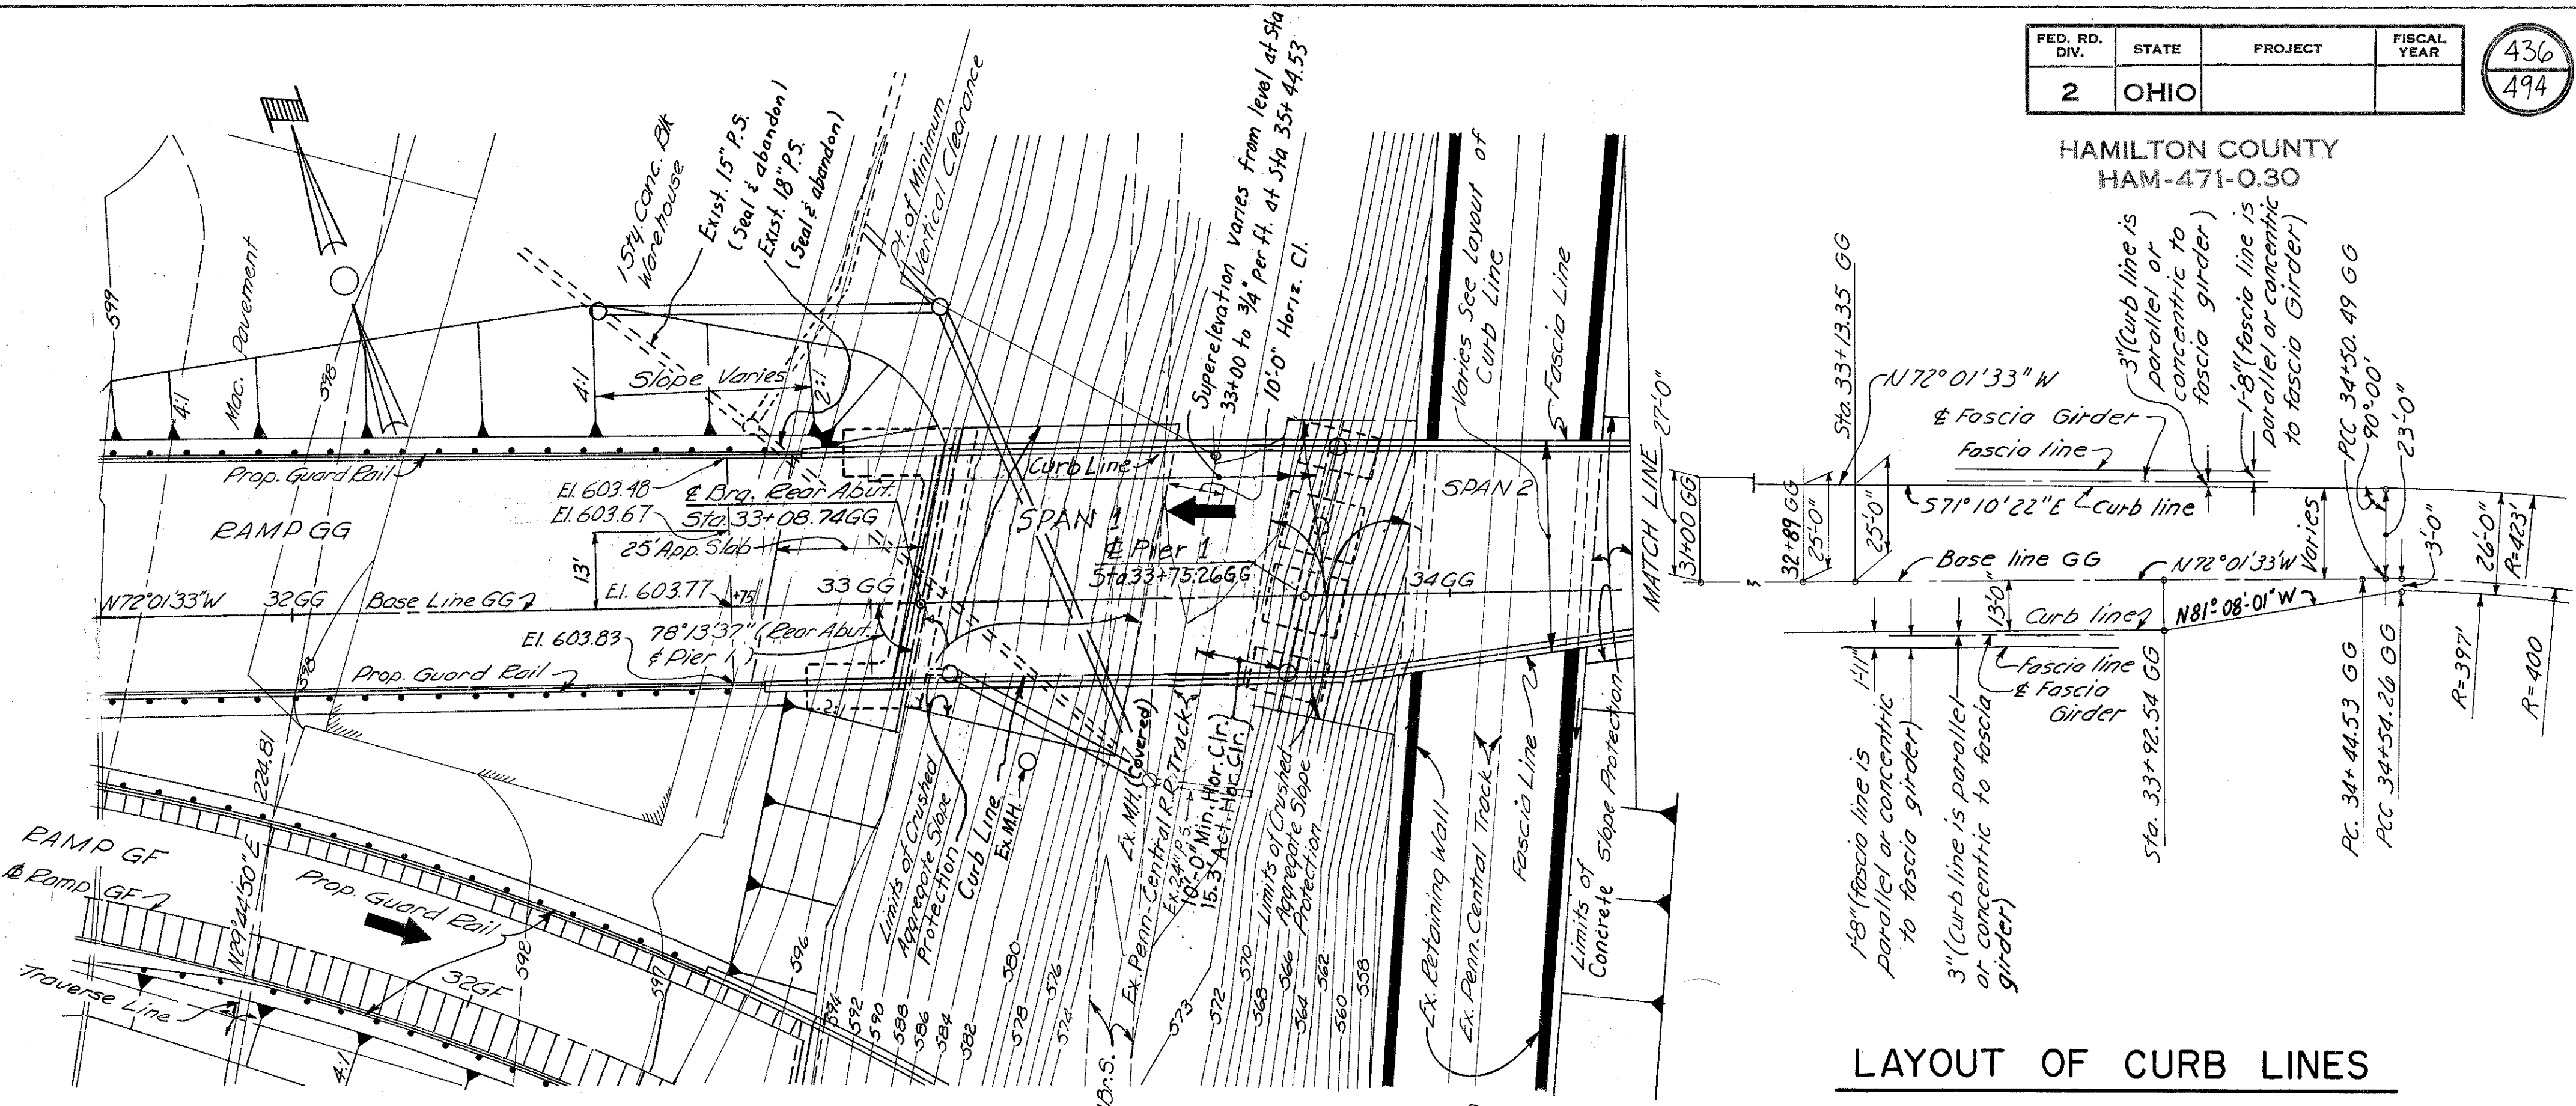 FED. RD. DIV.
STATE
PROJECT
FISCAL YEAR
2
OHIO
436
494
HAMILTON COUNTY
HAM-471-0.30
1 Sty. Conc. Blk
Warehouse
Exist. 15" P.S.
(Seal & abandon)
Exist. 18" P.S.
(Seal & abandon)
Pt. of Minimum
Vertical Clearance
Superelevation varies from level at Sta
33+00 to 3/4" Per ft. at Sta 35+44.53
10'-0" Horiz. Cl.
Varies See Layout of
Curb Line
Fascia Line
599
4:1
Mac. Pavement
598
4:1
Slope Varies
2:1
Prop. Guard Rail
El. 603.48
El. 603.67
₵ Brg. Rear Abut.
Sta. 33+08.74GG
25' App. Slab
Curb Line
SPAN 1
SPAN 2
RAMP GG
13'
₵ Pier 1
Sta 33+75.26GG
N72°01'33"W
32GG
Base Line GG
El. 603.77
+75
33 GG
34GG
El. 603.83
78°13'37" (Rear Abut.
& Pier 1)
Prop. Guard Rail
598
2:1
224.81
RAMP GF
₵ Ramp GF
N29°44'50"E
Prop. Guard Rail
Traverse Line
32GF
598
597
596
4:1
Limits of Crushed
Aggregate Slope
Protection
Curb Line
Ex.M.H.
Ex. M.H. (Covered)
Ex. Penn-Central R.R. Track
Ex. 24" P.S.
10'-0" Min. Hor. Clr.
15.3' Act. Hor. Clr.
Limits of Crushed
Aggregate Slope
Protection
Ex. Retaining Wall
Ex. Penn. Central Track
Fascia Line
Limits of
Concrete Slope Protection
594
592
590
588
586
584
582
580
578
576
574
573
572
570
568
566
564
562
560
558
Br.S.
MATCH LINE
27'-0"
31+00 GG
32+89 GG
25'-0"
25'-0"
Sta. 33+13.35 GG
N72°01'33"W
₵ Fascia Girder
Fascia line
3" (Curb line is
parallel or
concentric to
fascia girder)
1'-8" (fascia line is
parallel or concentric
to fascia Girder)
PCC 34+50.49 GG
90°-00'
23'-0"
S71°10'22"E
Curb line
Base line GG
N72°01'33"W
Varies
3'-0"
26'-0"
R=423'
13'-0"
Curb line
N81°08'-01"W
Fascia line
₵ Fascia
Girder
1'-11"
1'-8" (fascia line is
parallel or concentric
to fascia girder)
3" (Curb line is parallel
or concentric to fascia
girder)
Sta. 33+92.54 GG
P.C. 34+44.53 GG
PCC 34+54.26 GG
R=397'
R=400
LAYOUT OF CURB LINES